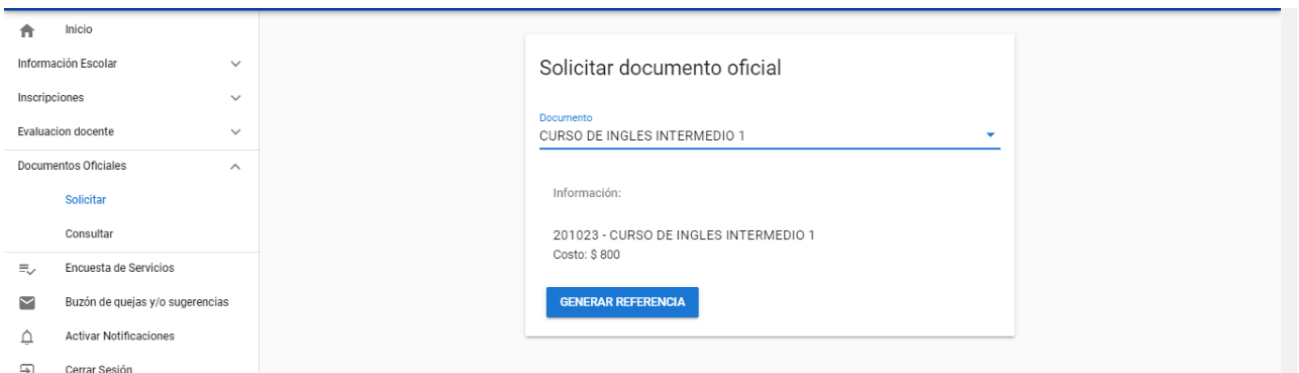 Inicio
Información Escolar
Inscripciones
Evaluacion docente
Documentos Oficiales
Solicitar
Consultar
Encuesta de Servicios
Buzón de quejas y/o sugerencias
Activar Notificaciones
Cerrar Sesión
Solicitar documento oficial
Documento
CURSO DE INGLES INTERMEDIO 1
Información:
201023 - CURSO DE INGLES INTERMEDIO 1
Costo: $ 800
GENERAR REFERENCIA